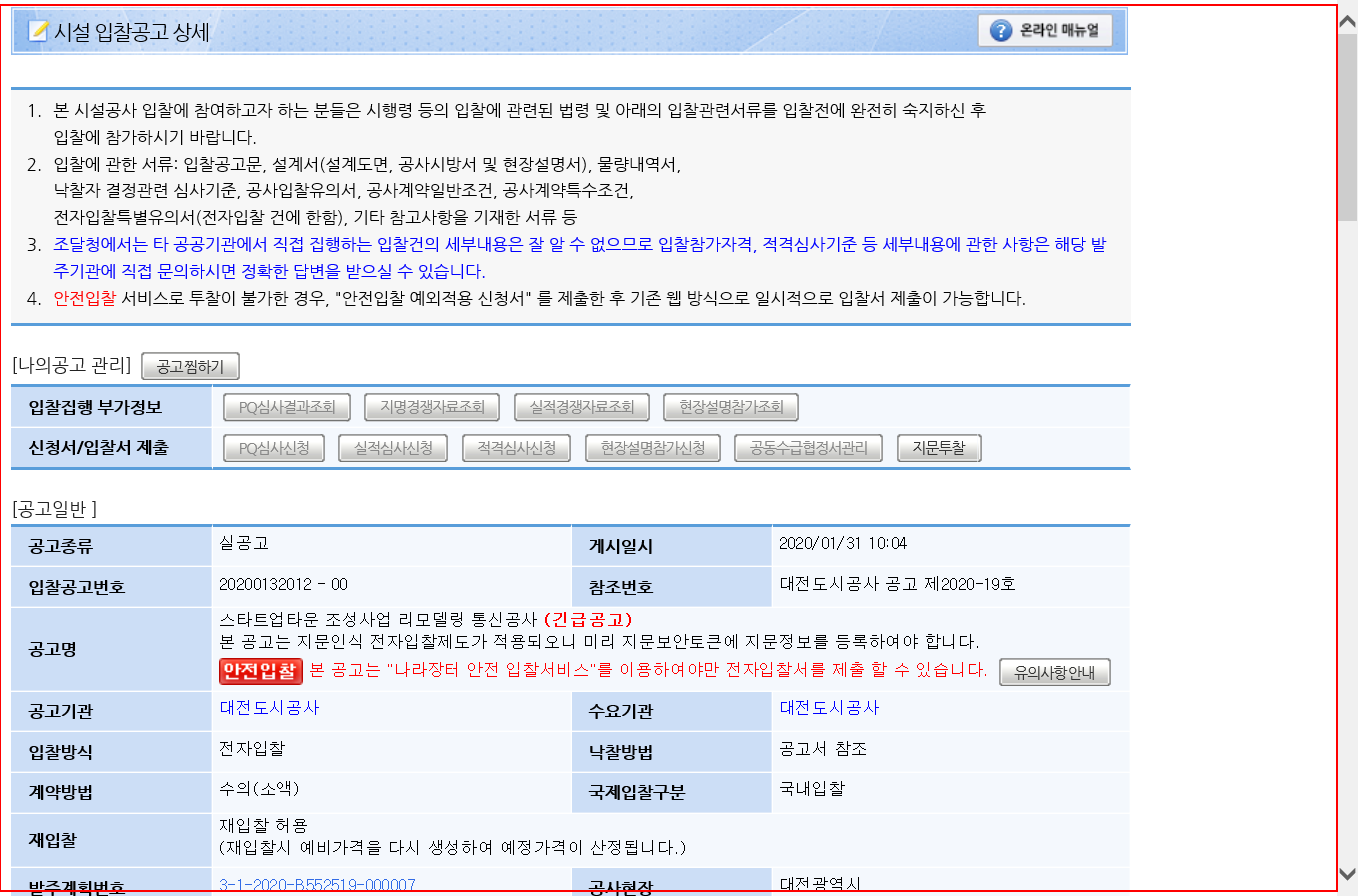 시설 입찰공고 상세
온라인 매뉴얼
1. 본 시설공사 입찰에 참여하고자 하는 분들은 시행령 등의 입찰에 관련된 법령 및 아래의 입찰관련서류를 입찰전에 완전히 숙지하신 후
입찰에 참가하시기 바랍니다.
2. 입찰에 관한 서류: 입찰공고문, 설계서(설계도면, 공사시방서 및 현장설명서), 물량내역서,
낙찰자 결정관련 심사기준, 공사입찰유의서, 공사계약일반조건, 공사계약특수조건,
전자입찰특별유의서(전자입찰 건에 한함), 기타 참고사항을 기재한 서류 등
3. 조달청에서는 타 공공기관에서 직접 집행하는 입찰건의 세부내용은 잘 알 수 없으므로 입찰참가자격, 적격심사기준 등 세부내용에 관한 사항은 해당 발
주기관에 직접 문의하시면 정확한 답변을 받으실 수 있습니다.
4. 안전입찰 서비스로 투찰이 불가한 경우, "안전입찰 예외적용 신청서" 를 제출한 후 기존 웹 방식으로 일시적으로 입찰서 제출이 가능합니다.
[나의공고 관리] 공고찜하기
입찰집행 부가정보 PQ심사결과조회 지명경쟁자료조회 실적경쟁자료조회 현장설명참가조회
신청서/입찰서 제출 PQ심사신청 실적심사신청 적격심사신청 현장설명참가신청 공동수급협정서관리 지문투찰
[공고일반 ]
공고종류 실공고 게시일시 2020/01/31 10:04
입찰공고번호 20200132012 - 00 참조번호 대전도시공사 공고 제2020-19호
공고명
스타트업타운 조성사업 리모델링 통신공사 (긴급공고)
본 공고는 지문인식 전자입찰제도가 적용되오니 미리 지문보안토큰에 지문정보를 등록하여야 합니다.
안전입찰 본 공고는 "나라장터 안전 입찰서비스"를 이용하여야만 전자입찰서를 제출 할 수 있습니다. 유의사항안내
공고기관 대전도시공사 수요기관 대전도시공사
입찰방식 전자입찰 낙찰방법 공고서 참조
계약방법 수의(소액) 국제입찰구분 국내입찰
재입찰
재입찰 허용
(재입찰시 예비가격을 다시 생성하여 예정가격이 산정됩니다.)
발주계획번호 3-1-2020-B552519-000007 공사현장 대전광역시